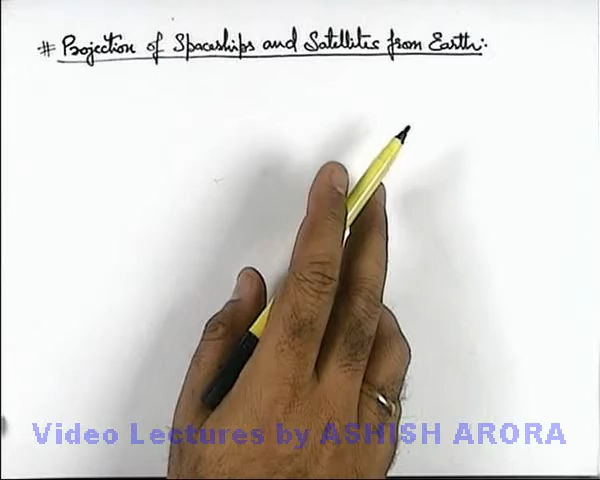 # Projection of Spaceships and Satellites from Earth:
Video Lectures by ASHISH ARORA